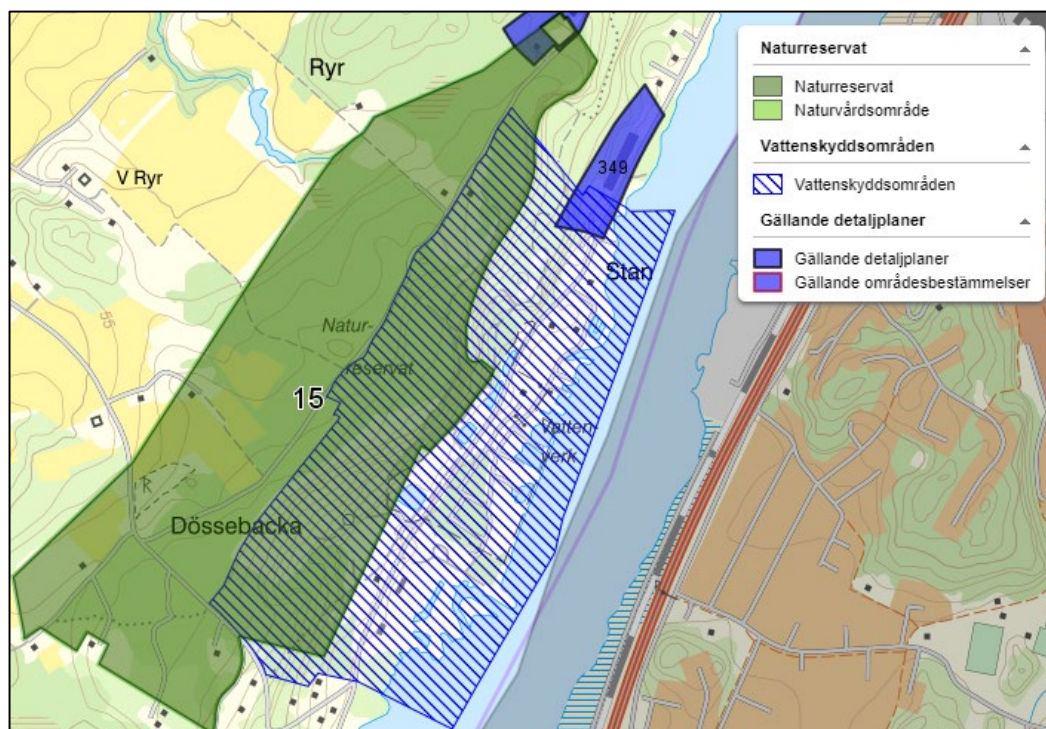 Naturreservat
Naturreservat
Naturvårdsområde
Vattenskyddsområden
Vattenskyddsområden
Gällande detaljplaner
Gällande detaljplaner
Gällande områdesbestämmelser
Ryr
V Ryr
349
55
Stan
Natur-
reservat
15
Vatten
verk
R
Dössebacka